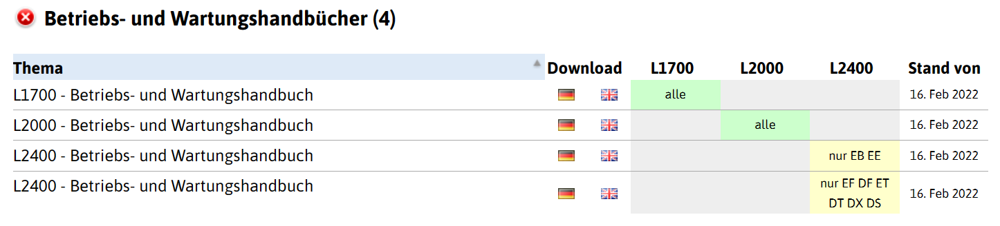 Betriebs- und Wartungshandbücher (4)
Thema Download L1700 L2000 L2400 Stand von
L1700 - Betriebs- und Wartungshandbuch alle 16. Feb 2022
L2000 - Betriebs- und Wartungshandbuch alle 16. Feb 2022
L2400 - Betriebs- und Wartungshandbuch nur EB EE 16. Feb 2022
L2400 - Betriebs- und Wartungshandbuch nur EF DF ET 16. Feb 2022
DT DX DS